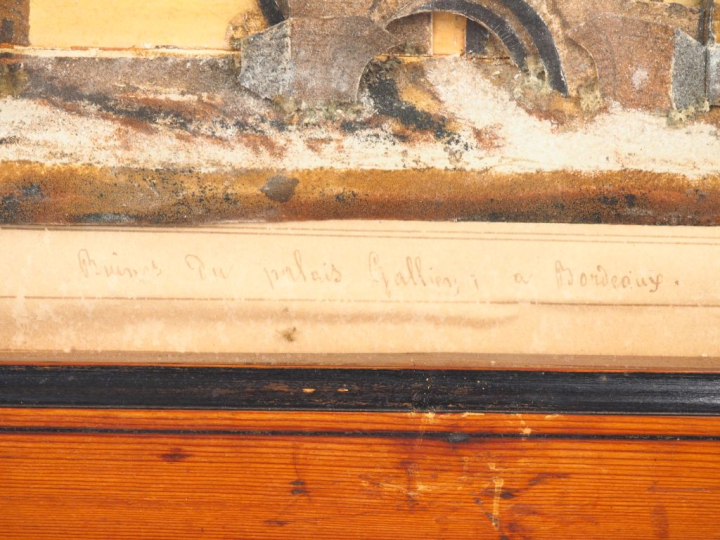 Ruines Du palais Gallien ; a Bordeaux .